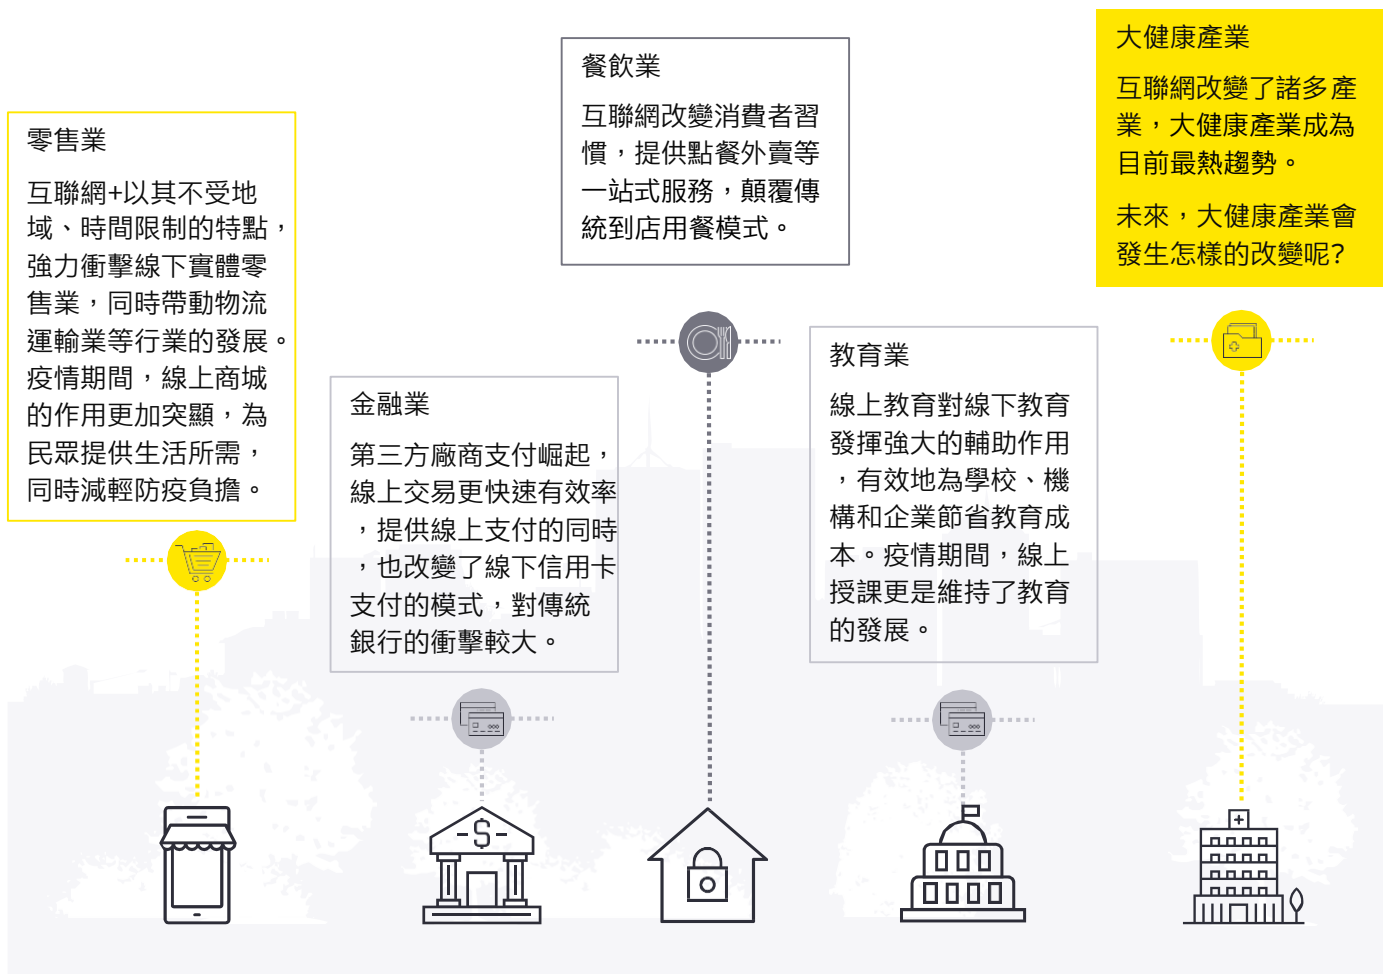 零售業
互聯網+以其不受地
域、時間限制的特點，
強力衝擊線下實體零
售業，同時帶動物流
運輸業等行業的發展。
疫情期間，線上商城
的作用更加突顯，為
民眾提供生活所需，
同時減輕防疫負擔。
金融業
第三方廠商支付崛起，
線上交易更快速有效率
，提供線上支付的同時
，也改變了線下信用卡
支付的模式，對傳統
銀行的衝擊較大。
餐飲業
互聯網改變消費者習
慣，提供點餐外賣等
一站式服務，顛覆傳
統到店用餐模式。
教育業
線上教育對線下教育
發揮強大的輔助作用
，有效地為學校、機
構和企業節省教育成
本。疫情期間，線上
授課更是維持了教育
的發展。
大健康產業
互聯網改變了諸多產
業，大健康產業成為
目前最熱趨勢。
未來，大健康產業會
發生怎樣的改變呢?